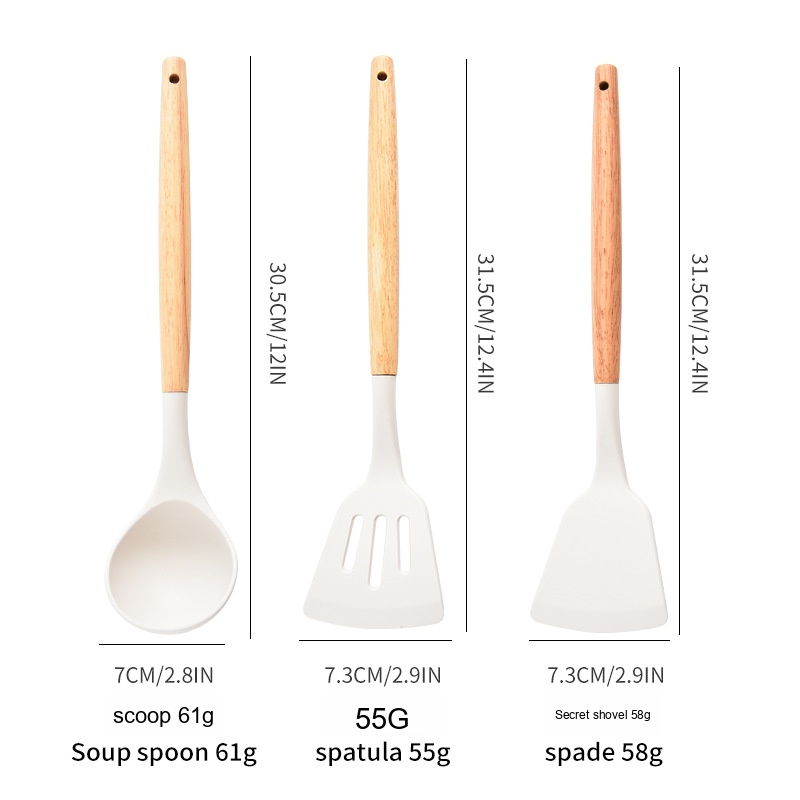 30.5CM/12IN
31.5CM/12.4IN
31.5CM/12.4IN
7CM/2.8IN
7.3CM/2.9IN
7.3CM/2.9IN
scoop 61g
55G
Secret shovel 58g
Soup spoon 61g
spatula 55g
spade 58g